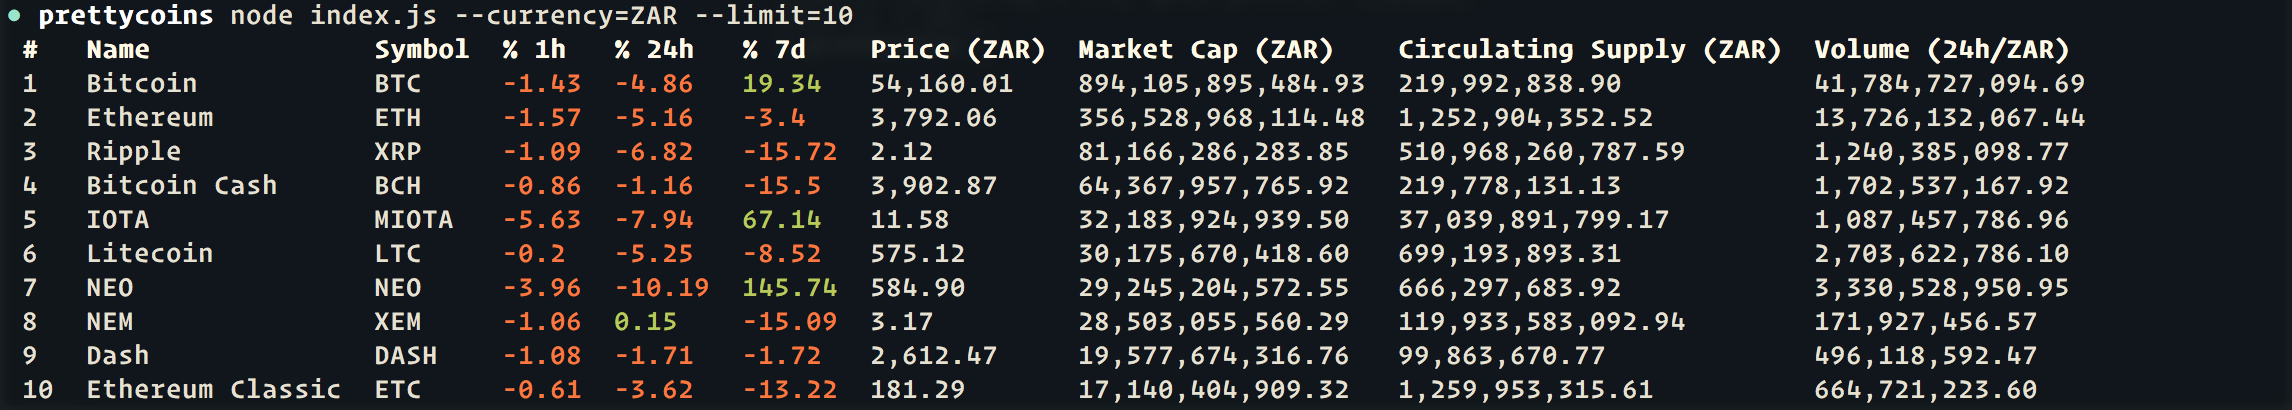 prettycoins node index.js --currency=ZAR --limit=10
# Name Symbol % 1h % 24h % 7d Price (ZAR) Market Cap (ZAR) Circulating Supply (ZAR) Volume (24h/ZAR)
1 Bitcoin BTC -1.43 -4.86 19.34 54,160.01 894,105,895,484.93 219,992,838.90 41,784,727,094.69
2 Ethereum ETH -1.57 -5.16 -3.4 3,792.06 356,528,968,114.48 1,252,904,352.52 13,726,132,067.44
3 Ripple XRP -1.09 -6.82 -15.72 2.12 81,166,286,283.85 510,968,260,787.59 1,240,385,098.77
4 Bitcoin Cash BCH -0.86 -1.16 -15.5 3,902.87 64,367,957,765.92 219,778,131.13 1,702,537,167.92
5 IOTA MIOTA -5.63 -7.94 67.14 11.58 32,183,924,939.50 37,039,891,799.17 1,087,457,786.96
6 Litecoin LTC -0.2 -5.25 -8.52 575.12 30,175,670,418.60 699,193,893.31 2,703,622,786.10
7 NEO NEO -3.96 -10.19 145.74 584.90 29,245,204,572.55 666,297,683.92 3,330,528,950.95
8 NEM XEM -1.06 0.15 -15.09 3.17 28,503,055,560.29 119,933,583,092.94 171,927,456.57
9 Dash DASH -1.08 -1.71 -1.72 2,612.47 19,577,674,316.76 99,863,670.77 496,118,592.47
10 Ethereum Classic ETC -0.61 -3.62 -13.22 181.29 17,140,404,909.32 1,259,953,315.61 664,721,223.60